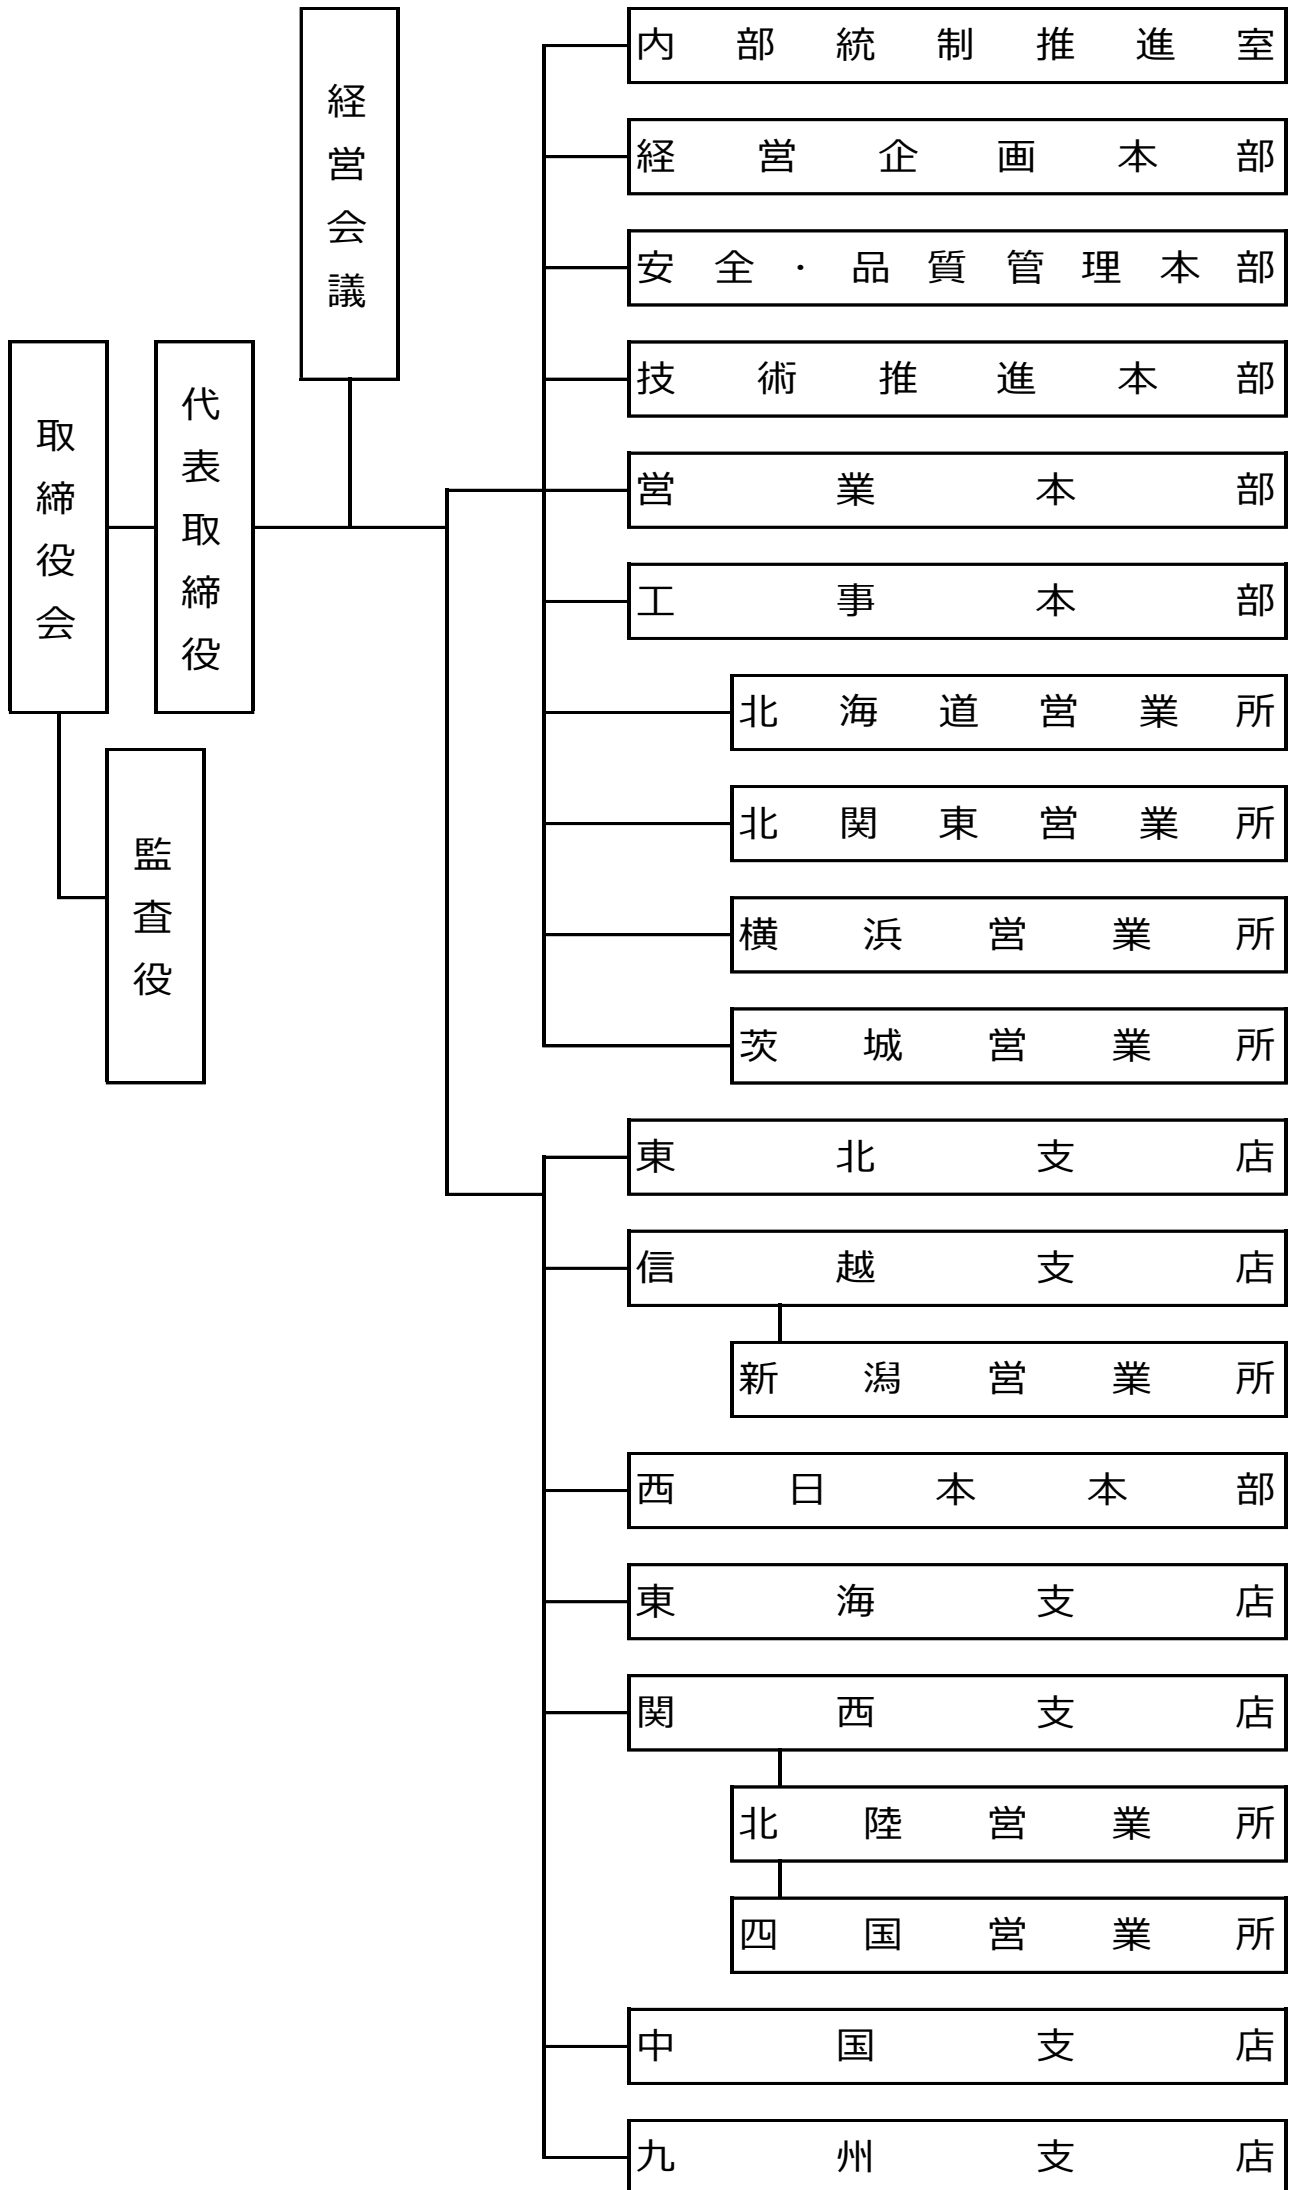 取締役会
代表取締役
監査役
経営会議
内部統制推進室
経営企画本部
安全・品質管理本部
技術推進本部
営業本部
工事本部
北海道営業所
北関東営業所
横浜営業所
茨城営業所
東北支店
信越支店
新潟営業所
西日本本部
東海支店
関西支店
北陸営業所
四国営業所
中国支店
九州支店